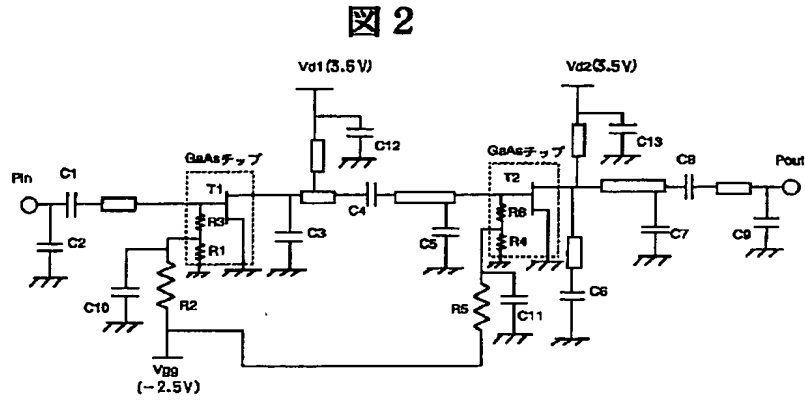 図2
Vd1(3.6V)
Vd2(3.5V)
C12
C13
GaAsチップ
GaAsチップ
Pin
C1
T1
C4
T2
C8
Pout
R3
R6
C2
R1
C3
C5
R4
C7
C9
C10
R2
R5
C11
C6
Vgg
(-2.5V)